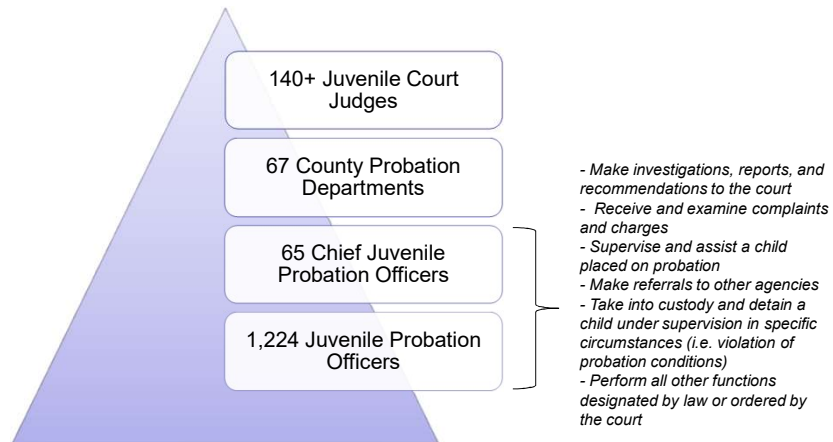 140+ Juvenile Court
Judges
67 County Probation
Departments
65 Chief Juvenile
Probation Officers
1,224 Juvenile Probation
Officers
- Make investigations, reports, and
recommendations to the court
- Receive and examine complaints
and charges
- Supervise and assist a child
placed on probation
- Make referrals to other agencies
- Take into custody and detain a
child under supervision in specific
circumstances (i.e. violation of
probation conditions)
- Perform all other functions
designated by law or ordered by
the court